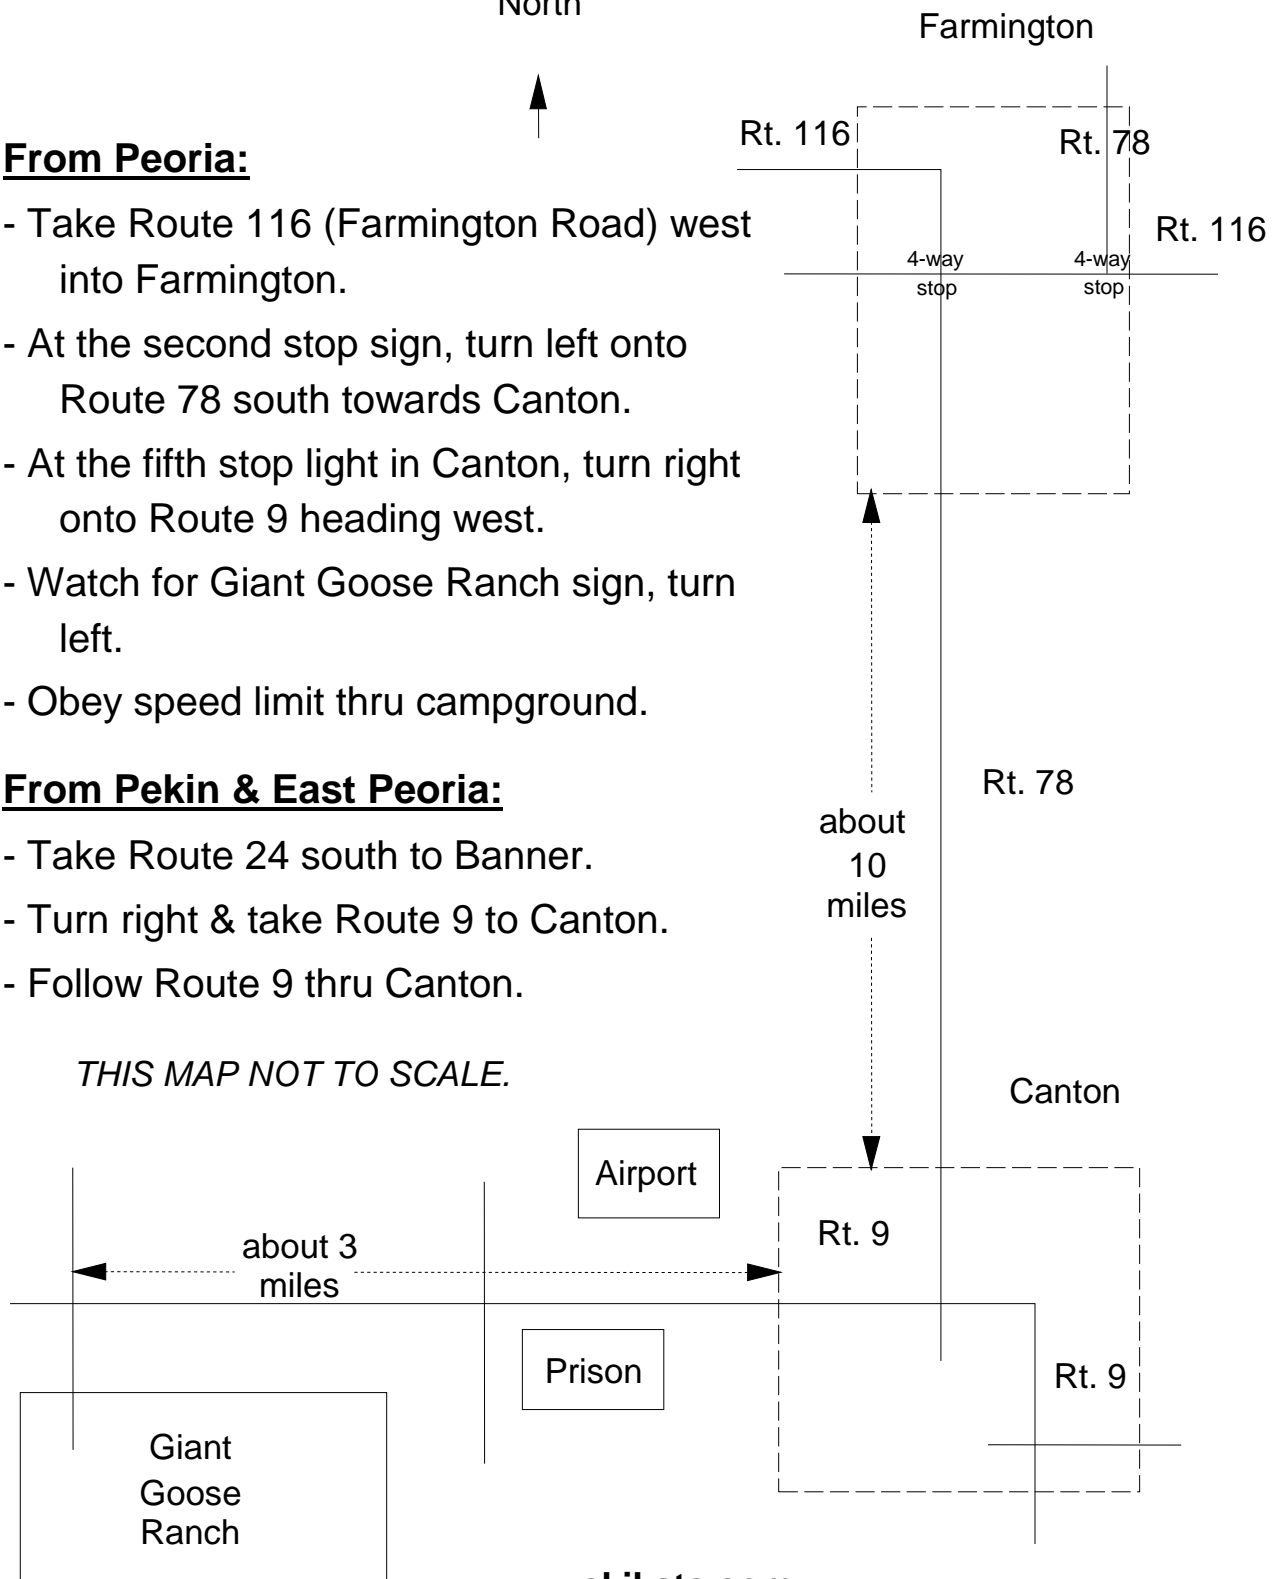 North
Farmington
Rt. 116
Rt. 78
Rt. 116
4-way
stop
4-way
stop
From Peoria:
- Take Route 116 (Farmington Road) west
into Farmington.
- At the second stop sign, turn left onto
Route 78 south towards Canton.
- At the fifth stop light in Canton, turn right
onto Route 9 heading west.
- Watch for Giant Goose Ranch sign, turn
left.
- Obey speed limit thru campground.
From Pekin & East Peoria:
- Take Route 24 south to Banner.
- Turn right & take Route 9 to Canton.
- Follow Route 9 thru Canton.
THIS MAP NOT TO SCALE.
Rt. 78
about
10
miles
Canton
Airport
Rt. 9
about 3
miles
Prison
Rt. 9
Giant
Goose
Ranch